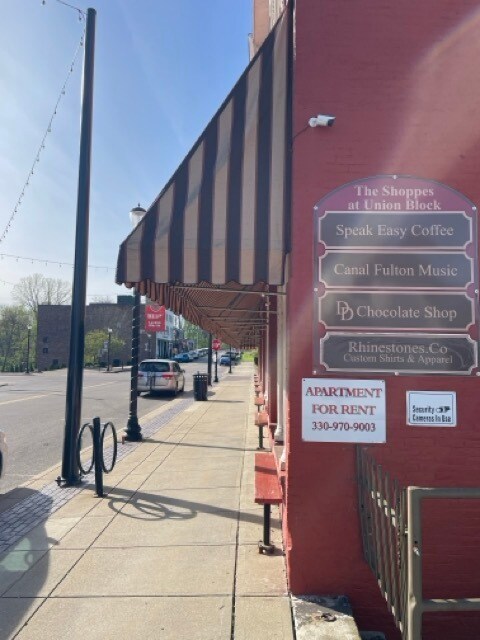 The Shoppes
at Union Block
Speak Easy Coffee
Canal Fulton Music
DD Chocolate Shop
Rhinestones.Co
Custom Shirts & Apparel
APARTMENT
FOR RENT
330-970-9003
Security
Cameras In Use